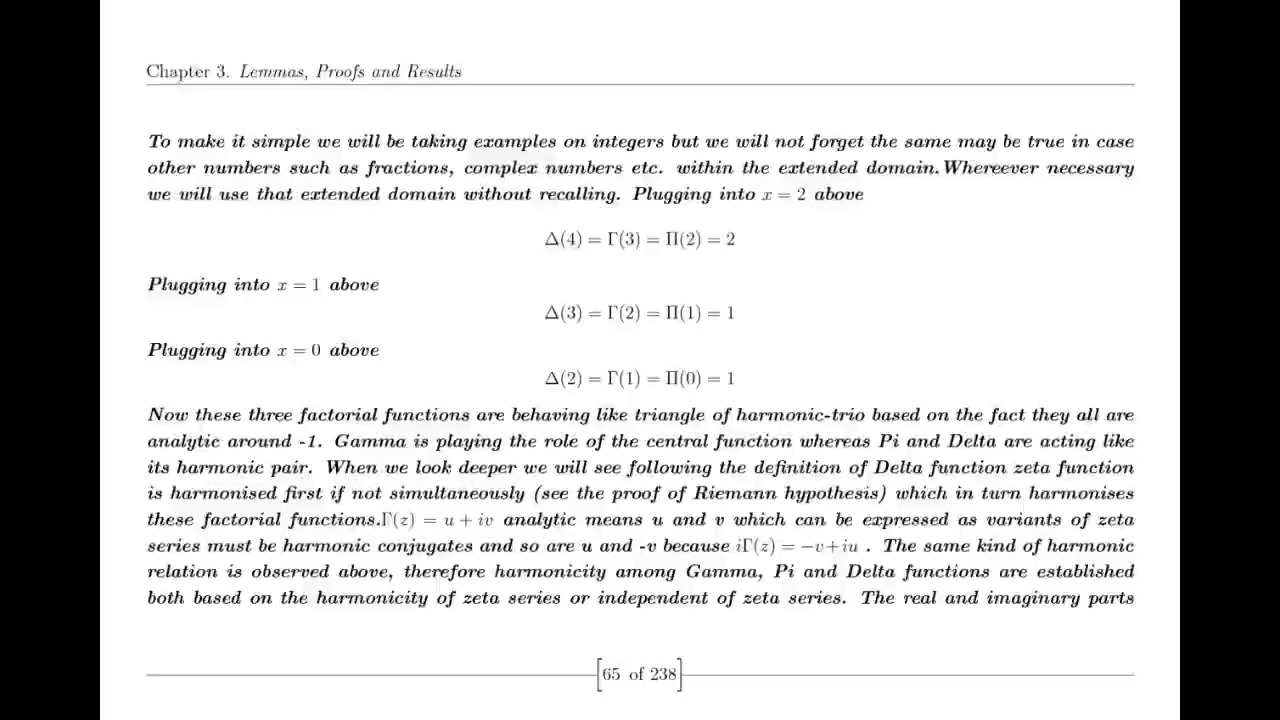 Chapter 3. Lemmas, Proofs and Results
To make it simple we will be taking examples on integers but we will not forget the same may be true in case
other numbers such as fractions, complex numbers etc. within the extended domain.Whereever necessary
we will use that extended domain without recalling. Plugging into x = 2 above
Δ(4) = Γ(3) = Π(2) = 2
Plugging into x = 1 above
Δ(3) = Γ(2) = Π(1) = 1
Plugging into x = 0 above
Δ(2) = Γ(1) = Π(0) = 1
Now these three factorial functions are behaving like triangle of harmonic-trio based on the fact they all are
analytic around -1. Gamma is playing the role of the central function whereas Pi and Delta are acting like
its harmonic pair. When we look deeper we will see following the definition of Delta function zeta function
is harmonised first if not simultaneously (see the proof of Riemann hypothesis) which in turn harmonises
these factorial functions.Γ(z) = u + iv analytic means u and v which can be expressed as variants of zeta
series must be harmonic conjugates and so are u and -v because iΓ(z) = −v+iu . The same kind of harmonic
relation is observed above, therefore harmonicity among Gamma, Pi and Delta functions are established
both based on the harmonicity of zeta series or independent of zeta series. The real and imaginary parts
65 of 238